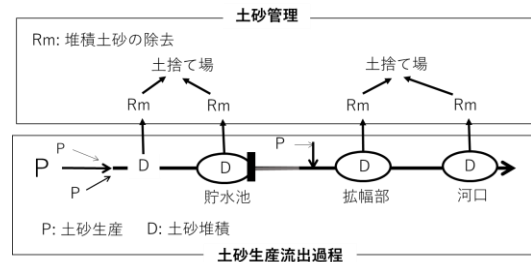 土砂管理
Rm: 堆積土砂の除去
土捨て場 土捨て場
Rm Rm Rm Rm
P P
P D D D D
P
貯水池 拡幅部 河口
P: 土砂生産 D: 土砂堆積
土砂生産流出過程